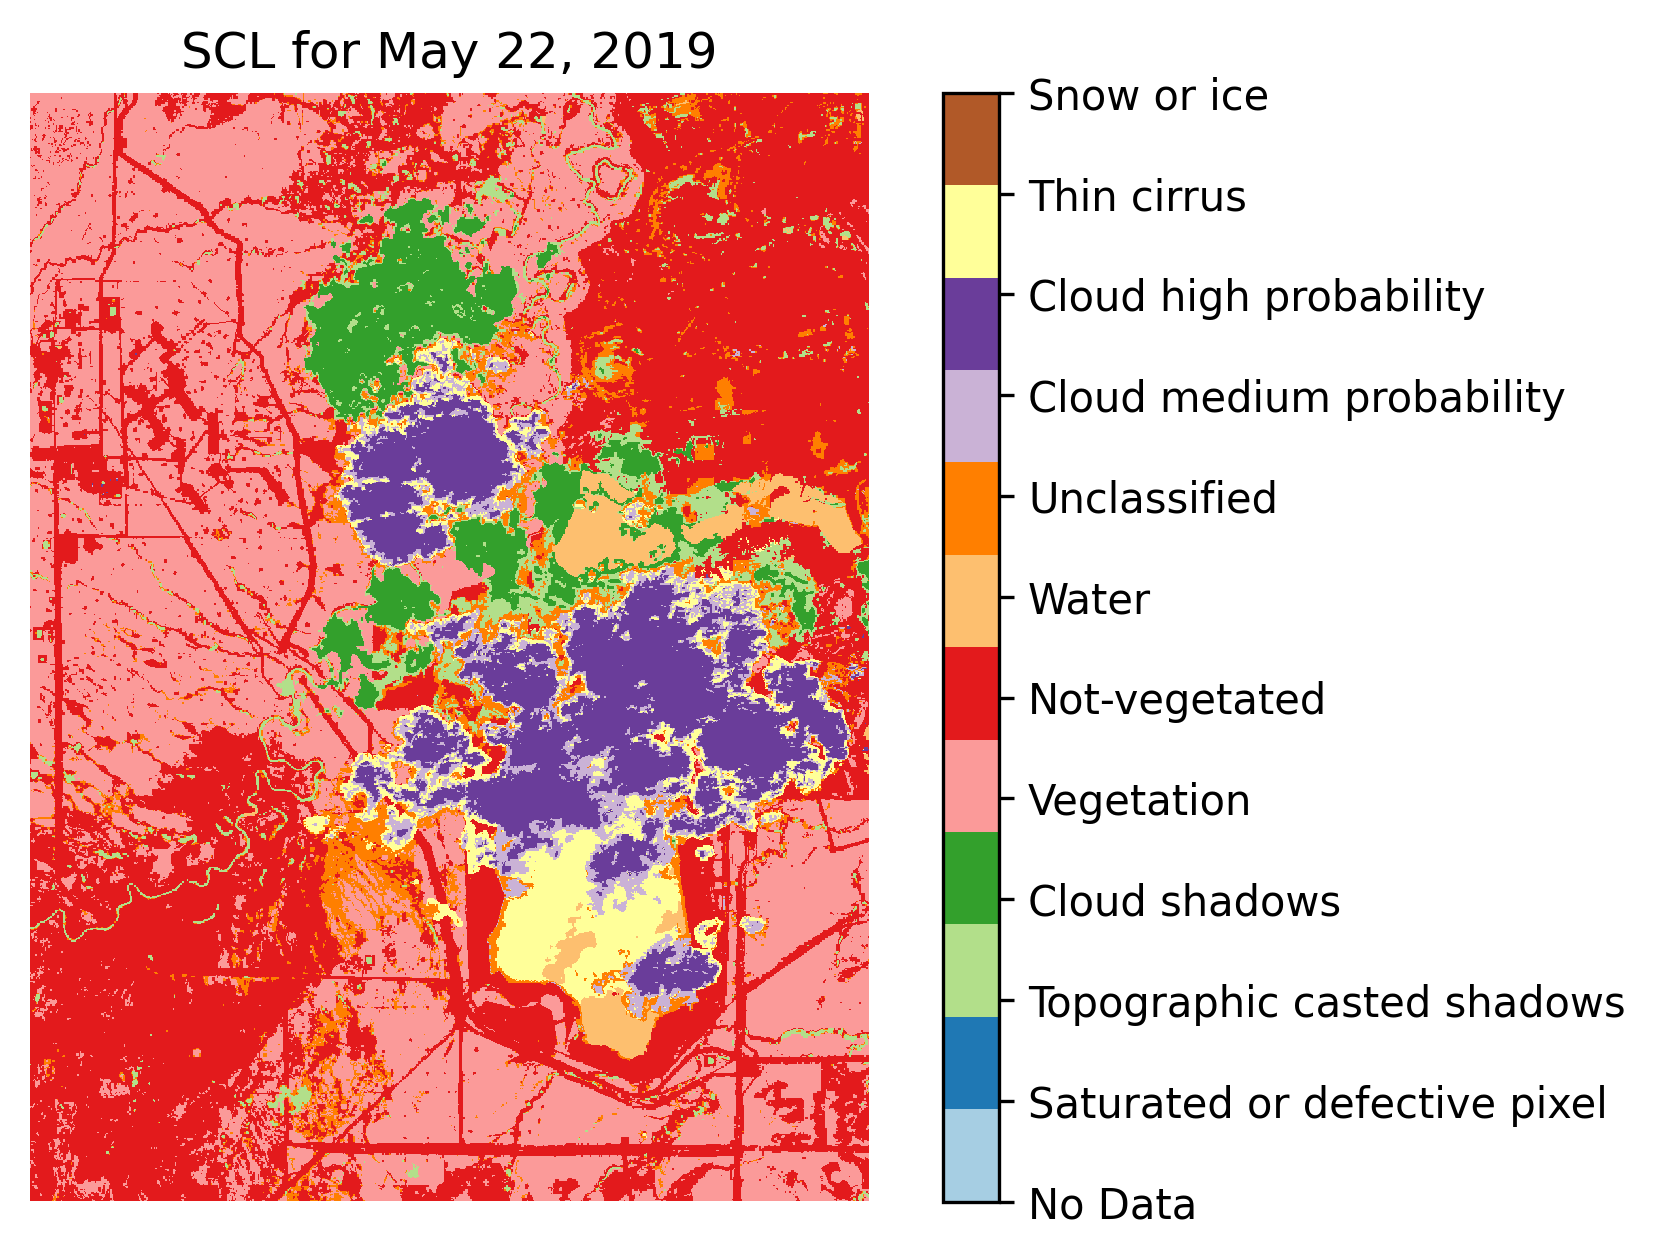 SCL for May 22, 2019
Snow or ice
Thin cirrus
Cloud high probability
Cloud medium probability
Unclassified
Water
Not-vegetated
Vegetation
Cloud shadows
Topographic casted shadows
Saturated or defective pixel
No Data